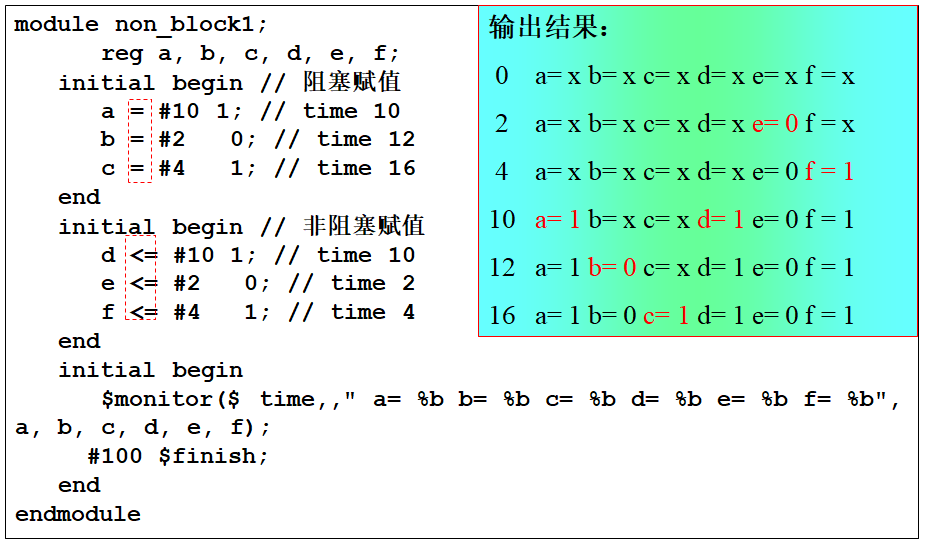 module non_block1;
reg a, b, c, d, e, f;
initial begin // 阻塞赋值
a = #10 1; // time 10
b = #2 0; // time 12
c = #4 1; // time 16
end
initial begin // 非阻塞赋值
d <= #10 1; // time 10
e <= #2 0; // time 2
f <= #4 1; // time 4
end
initial begin
$monitor($ time,," a= %b b= %b c= %b d= %b e= %b f= %b",
a, b, c, d, e, f);
#100 $finish;
end
endmodule
输出结果：
0 a= x b= x c= x d= x e= x f = x
2 a= x b= x c= x d= x e= 0 f = x
4 a= x b= x c= x d= x e= 0 f = 1
10 a= 1 b= x c= x d= 1 e= 0 f = 1
12 a= 1 b= 0 c= x d= 1 e= 0 f = 1
16 a= 1 b= 0 c= 1 d= 1 e= 0 f = 1